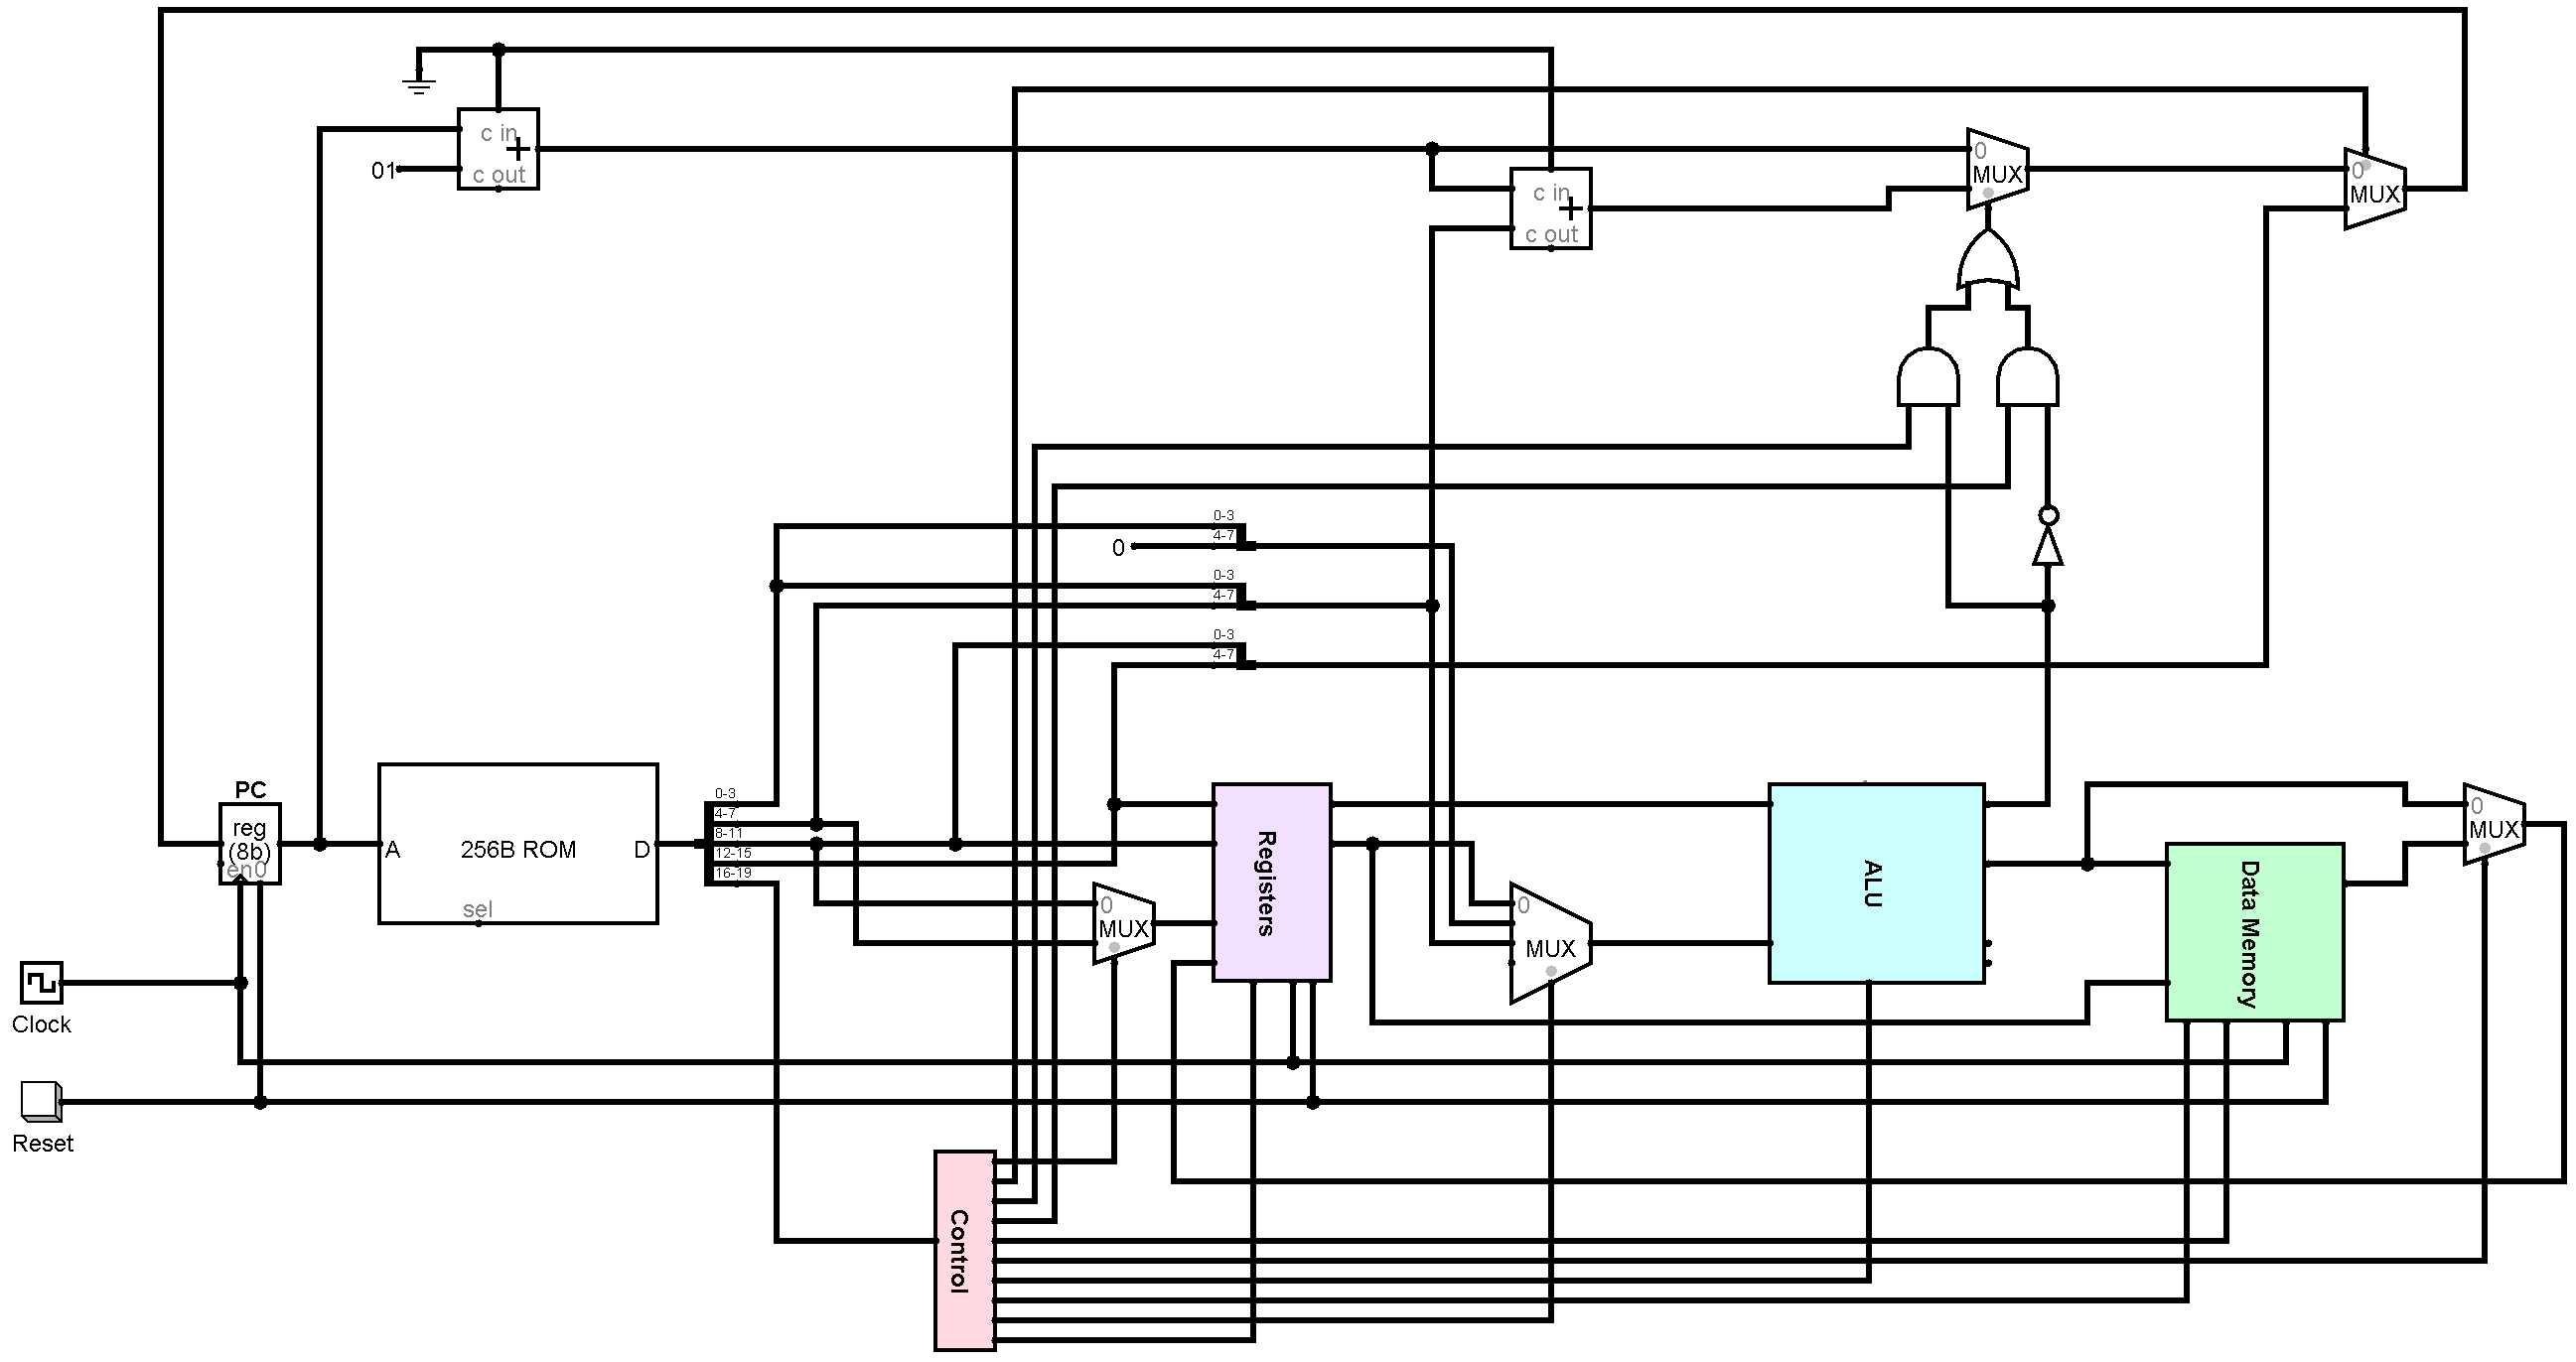 c in
c out
01
0
MUX
0
MUX
c in
c out
0-3
4-7
0
0-3
4-7
0-3
4-7
PC
reg
(8b)
en0
A
256B ROM
D
sel
0-3
4-7
8-11
12-15
16-19
0
MUX
Registers
0
MUX
ALU
Data Memory
0
MUX
Clock
Reset
Control